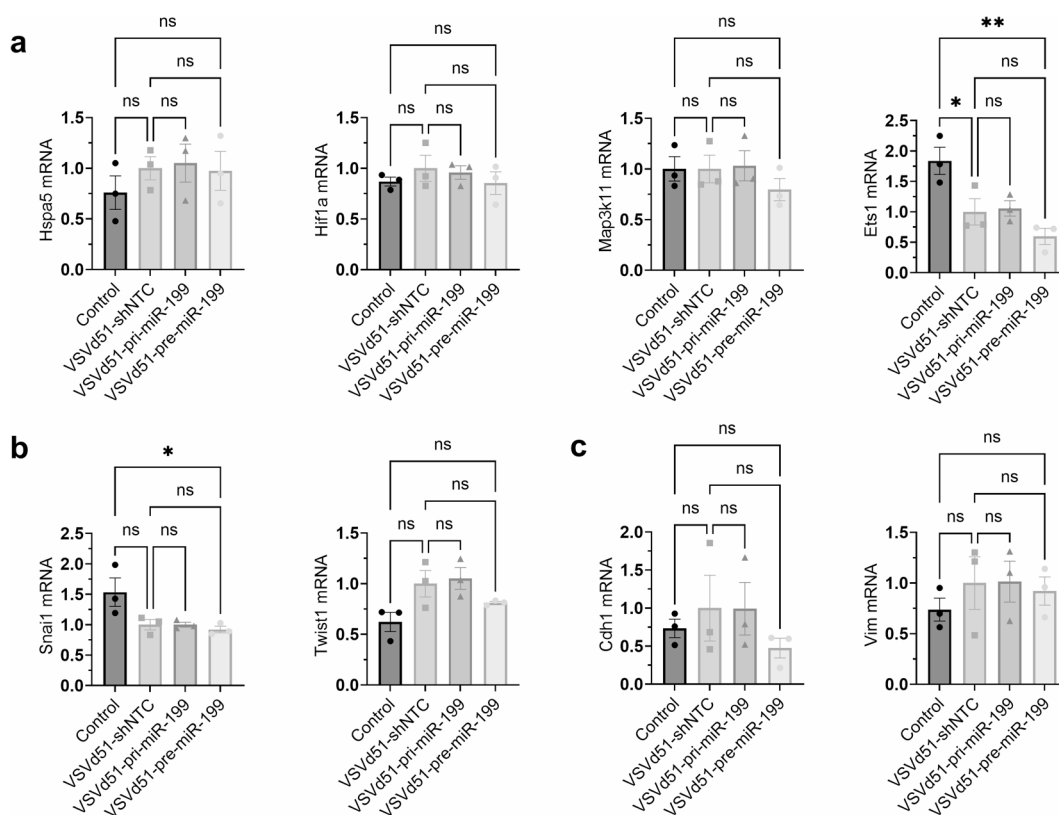 a
ns
ns
ns
ns
Hspa5 mRNA
1.5
1.0
0.5
0.0
Control
VSVd51-shNTC
VSVd51-pri-miR-199
VSVd51-pre-miR-199
ns
ns
ns
ns
Hif1a mRNA
1.5
1.0
0.5
0.0
Control
VSVd51-shNTC
VSVd51-pri-miR-199
VSVd51-pre-miR-199
ns
ns
ns
ns
Map3k11 mRNA
1.5
1.0
0.5
0.0
Control
VSVd51-shNTC
VSVd51-pri-miR-199
VSVd51-pre-miR-199
**
ns
*
ns
Ets1 mRNA
2.5
2.0
1.5
1.0
0.5
0.0
Control
VSVd51-shNTC
VSVd51-pri-miR-199
VSVd51-pre-miR-199
b
*
ns
ns
ns
Snai1 mRNA
2.5
2.0
1.5
1.0
0.5
0.0
Control
VSVd51-shNTC
VSVd51-pri-miR-199
VSVd51-pre-miR-199
ns
ns
ns
ns
Twist1 mRNA
1.5
1.0
0.5
0.0
Control
VSVd51-shNTC
VSVd51-pri-miR-199
VSVd51-pre-miR-199
c
ns
ns
ns
ns
Cdh1 mRNA
2.0
1.5
1.0
0.5
0.0
Control
VSVd51-shNTC
VSVd51-pri-miR-199
VSVd51-pre-miR-199
ns
ns
ns
ns
Vim mRNA
1.5
1.0
0.5
0.0
Control
VSVd51-shNTC
VSVd51-pri-miR-199
VSVd51-pre-miR-199